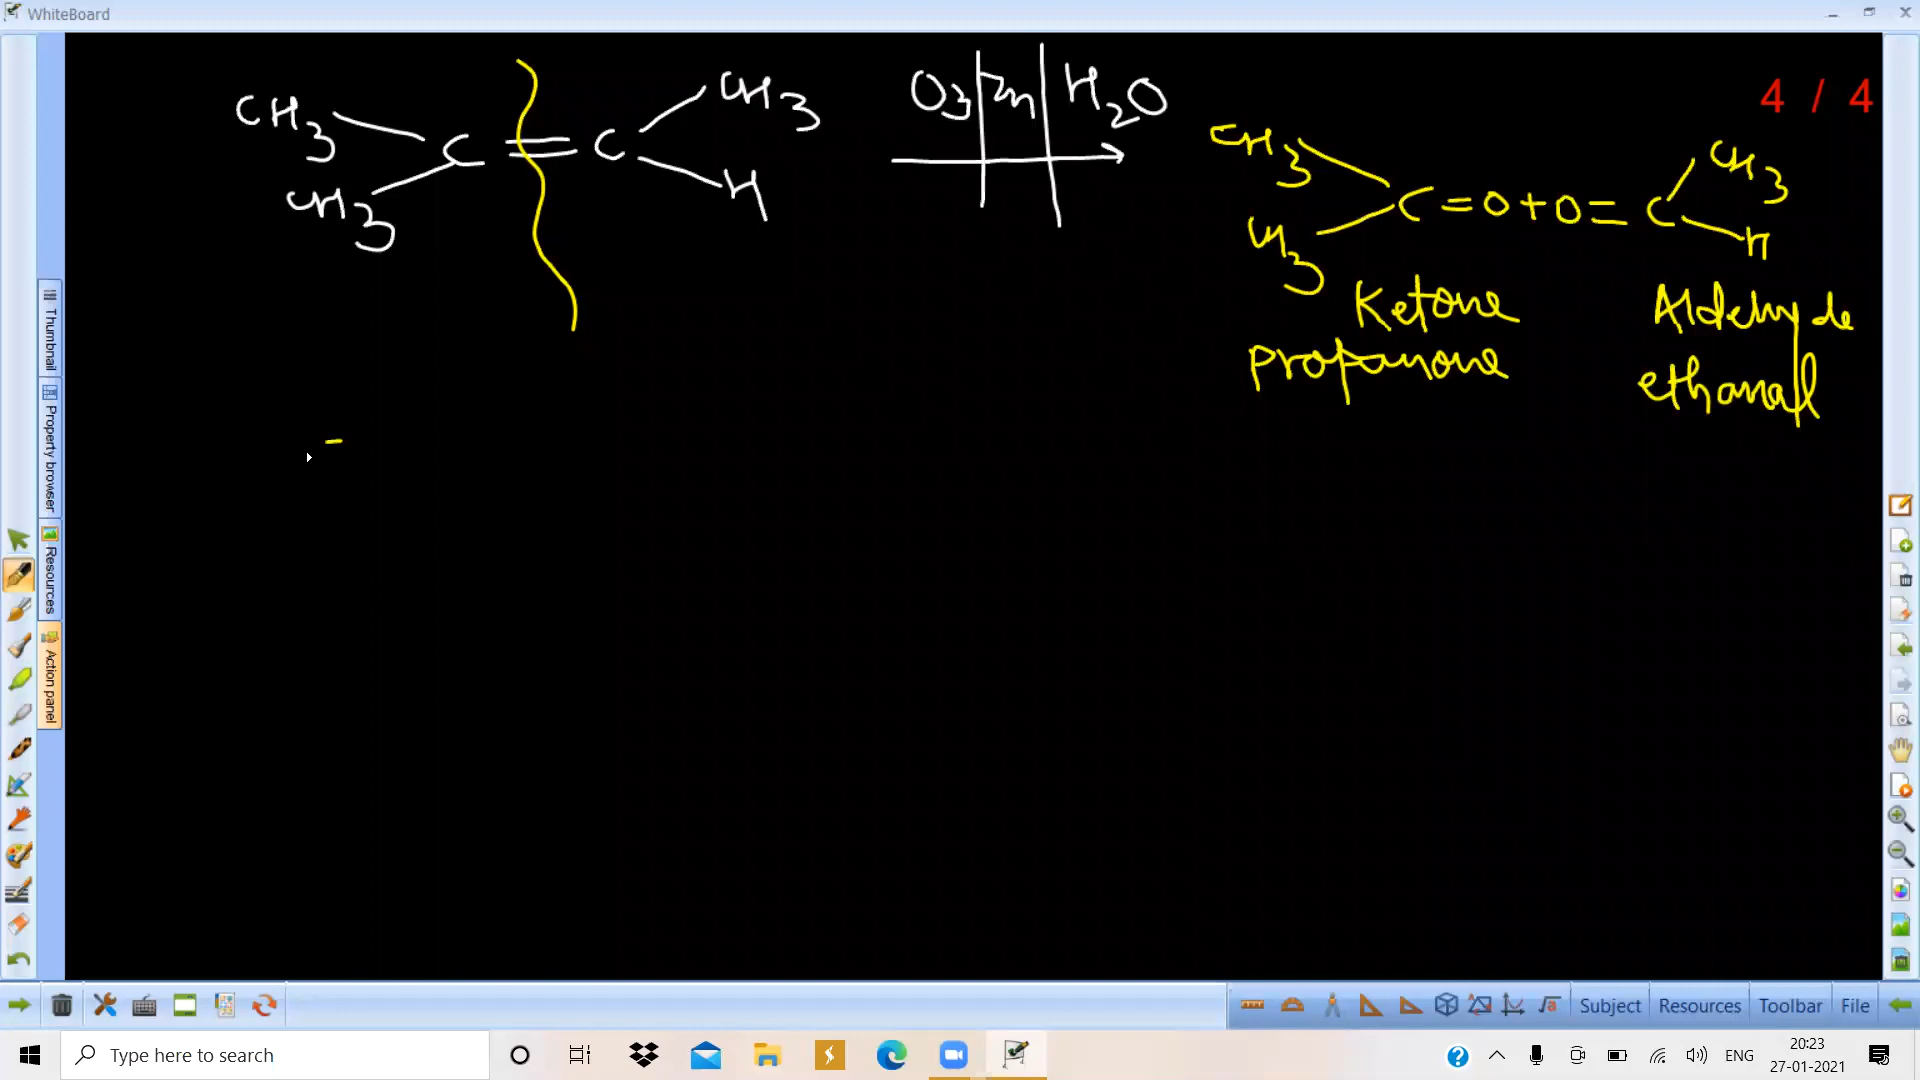 WhiteBoard
4 / 4
CH3 CH3
C = C
CH3 H
O3 Zn H2O
CH3 CH3
C = O + O = C
CH3 H
Ketone Aldehyde
propanone ethanal
Thumbnail
Property browser
Resources
Action panel
Subject Resources Toolbar File
Type here to search
ENG
20:23
27-01-2021